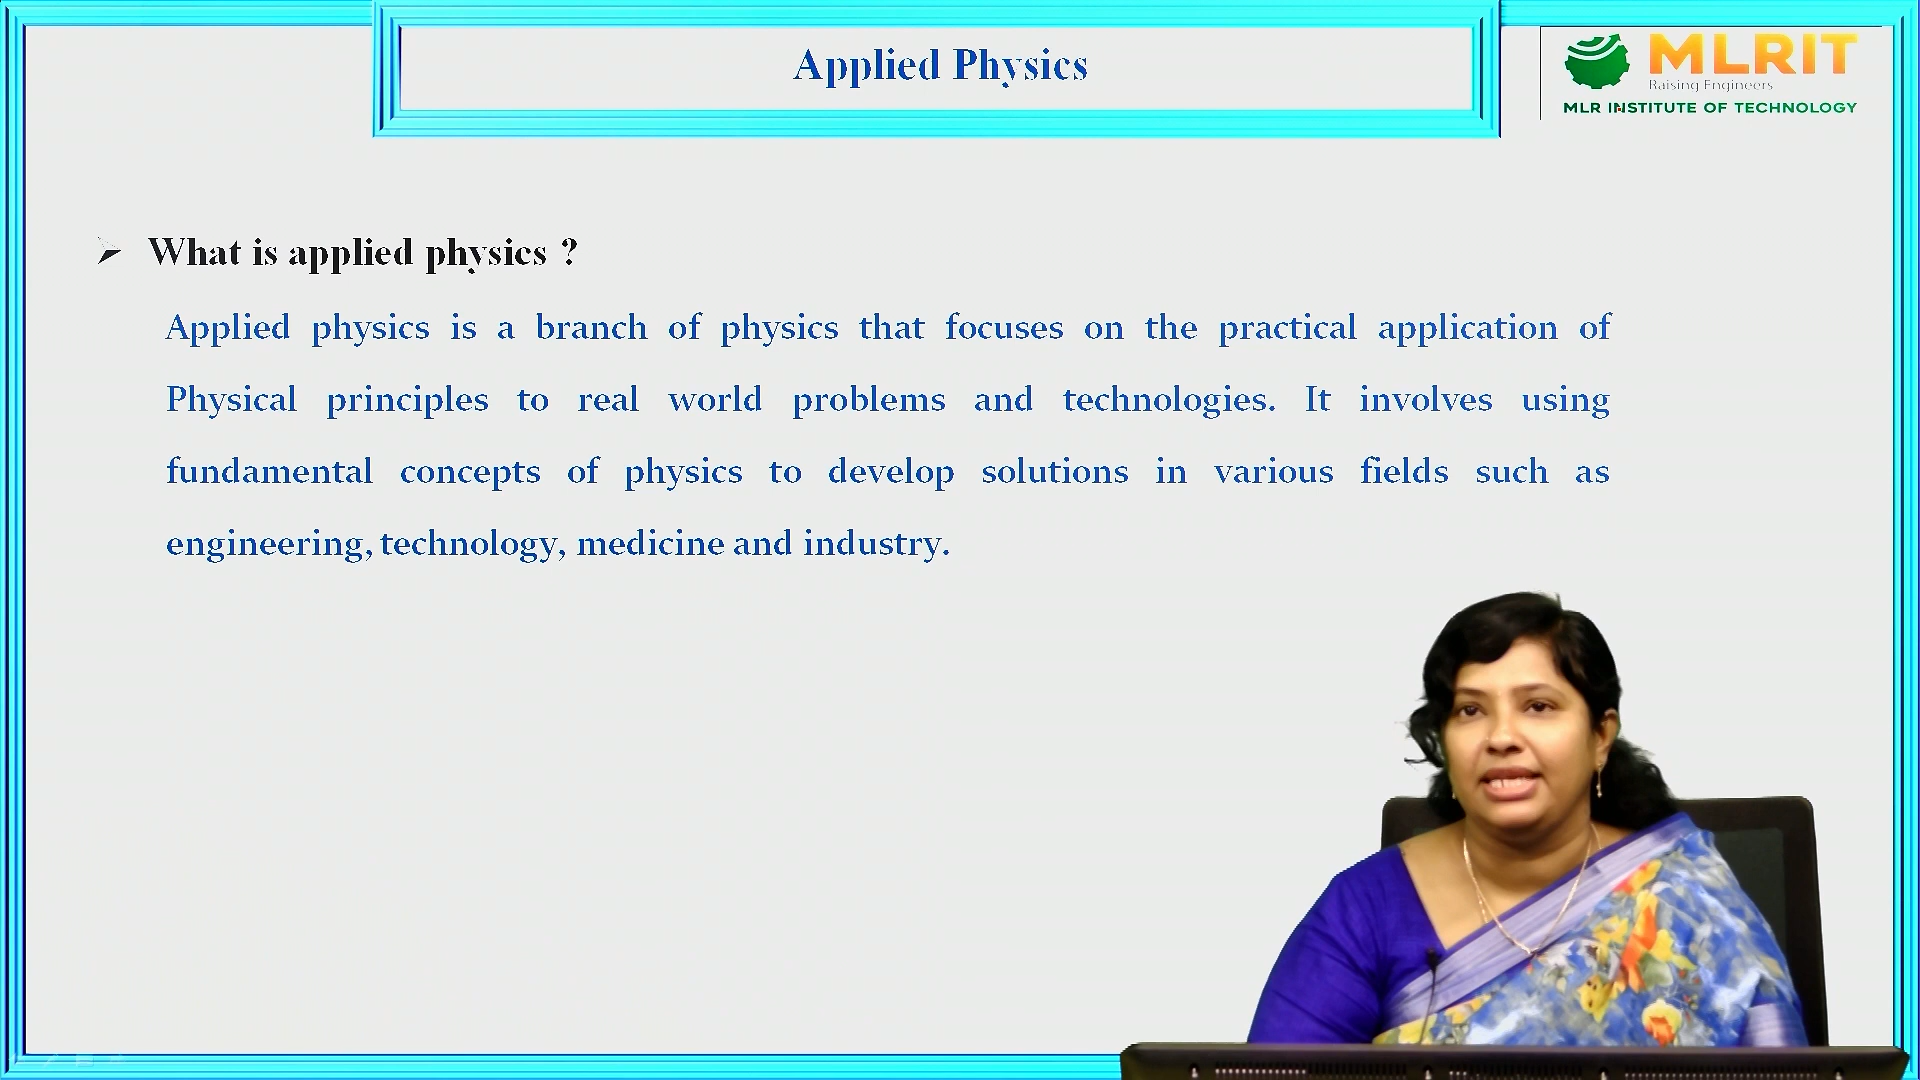 Applied Physics
MLRIT
Raising Engineers
MLR INSTITUTE OF TECHNOLOGY
What is applied physics ?
Applied physics is a branch of physics that focuses on the practical application of
Physical principles to real world problems and technologies. It involves using
fundamental concepts of physics to develop solutions in various fields such as
engineering, technology, medicine and industry.